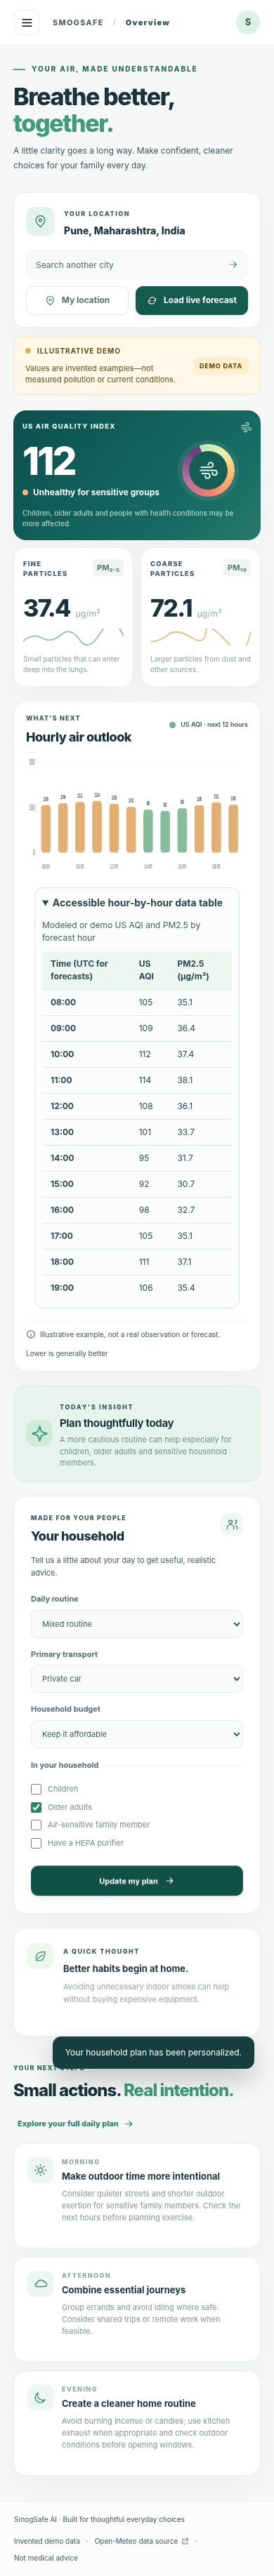 SMOGSAFE / Overview
S
YOUR AIR, MADE UNDERSTANDABLE
Breathe better,
together.
A little clarity goes a long way. Make confident, cleaner
choices for your family every day.
YOUR LOCATION
Pune, Maharashtra, India
Search another city
My location
Load live forecast
ILLUSTRATIVE DEMO
Values are invented examples—not
measured pollution or current conditions.
DEMO DATA
US AIR QUALITY INDEX
112
Unhealthy for sensitive groups
Children, older adults and people with health conditions may be
more affected.
FINE
PARTICLES
PM₂.₅
37.4 µg/m³
Small particles that can enter
deep into the lungs.
COARSE
PARTICLES
PM₁₀
72.1 µg/m³
Larger particles from dust and
other sources.
WHAT'S NEXT
Hourly air outlook
US AQI · next 12 hours
▼ Accessible hour-by-hour data table
Modeled or demo US AQI and PM2.5 by
forecast hour
Time (UTC for
forecasts)
US
AQI
PM2.5
(µg/m³)
08:00 105 35.1
09:00 109 36.4
10:00 112 37.4
11:00 114 38.1
12:00 108 36.1
13:00 101 33.7
14:00 95 31.7
15:00 92 30.7
16:00 98 32.7
17:00 105 35.1
18:00 111 37.1
19:00 106 35.4
Illustrative example, not a real observation or forecast.
Lower is generally better
TODAY'S INSIGHT
Plan thoughtfully today
A more cautious routine can help especially for
children, older adults and sensitive household
members.
MADE FOR YOUR PEOPLE
Your household
Tell us a little about your day to get useful, realistic
advice.
Daily routine
Mixed routine
Primary transport
Private car
Household budget
Keep it affordable
In your household
Children
Older adults
Air-sensitive family member
Have a HEPA purifier
Update my plan
A QUICK THOUGHT
Better habits begin at home.
Avoiding unnecessary indoor smoke can help
without buying expensive equipment.
Your household plan has been personalized.
YOUR NEXT STEPS
Small actions. Real intention.
Explore your full daily plan
MORNING
Make outdoor time more intentional
Consider quieter streets and shorter outdoor
exertion for sensitive family members. Check the
next hours before planning exercise.
AFTERNOON
Combine essential journeys
Group errands and avoid idling where safe.
Consider shared trips or remote work when
feasible.
EVENING
Create a cleaner home routine
Avoid burning incense or candles; use kitchen
exhaust when appropriate and check outdoor
conditions before opening windows.
SmogSafe AI · Built for thoughtful everyday choices
Invented demo data · Open-Meteo data source ·
Not medical advice